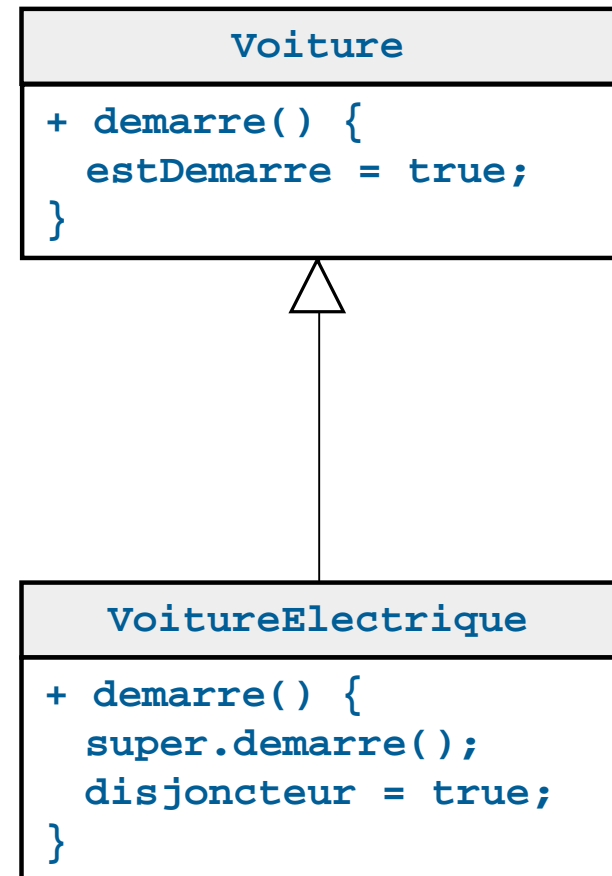 Voiture
+ demarre() {
estDemarre = true;
}
VoitureElectrique
+ demarre() {
super.demarre();
disjoncteur = true;
}